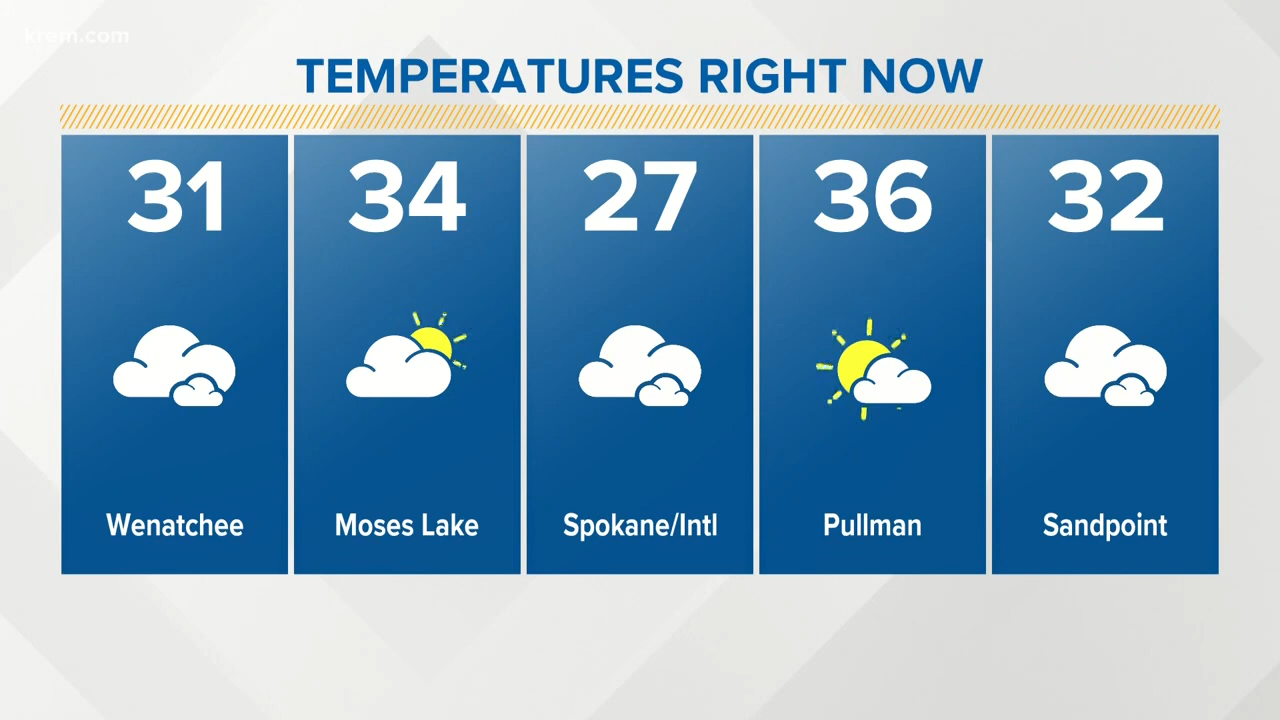 krem.com
TEMPERATURES RIGHT NOW
31 34 27 36 32
Wenatchee Moses Lake Spokane/Intl Pullman Sandpoint